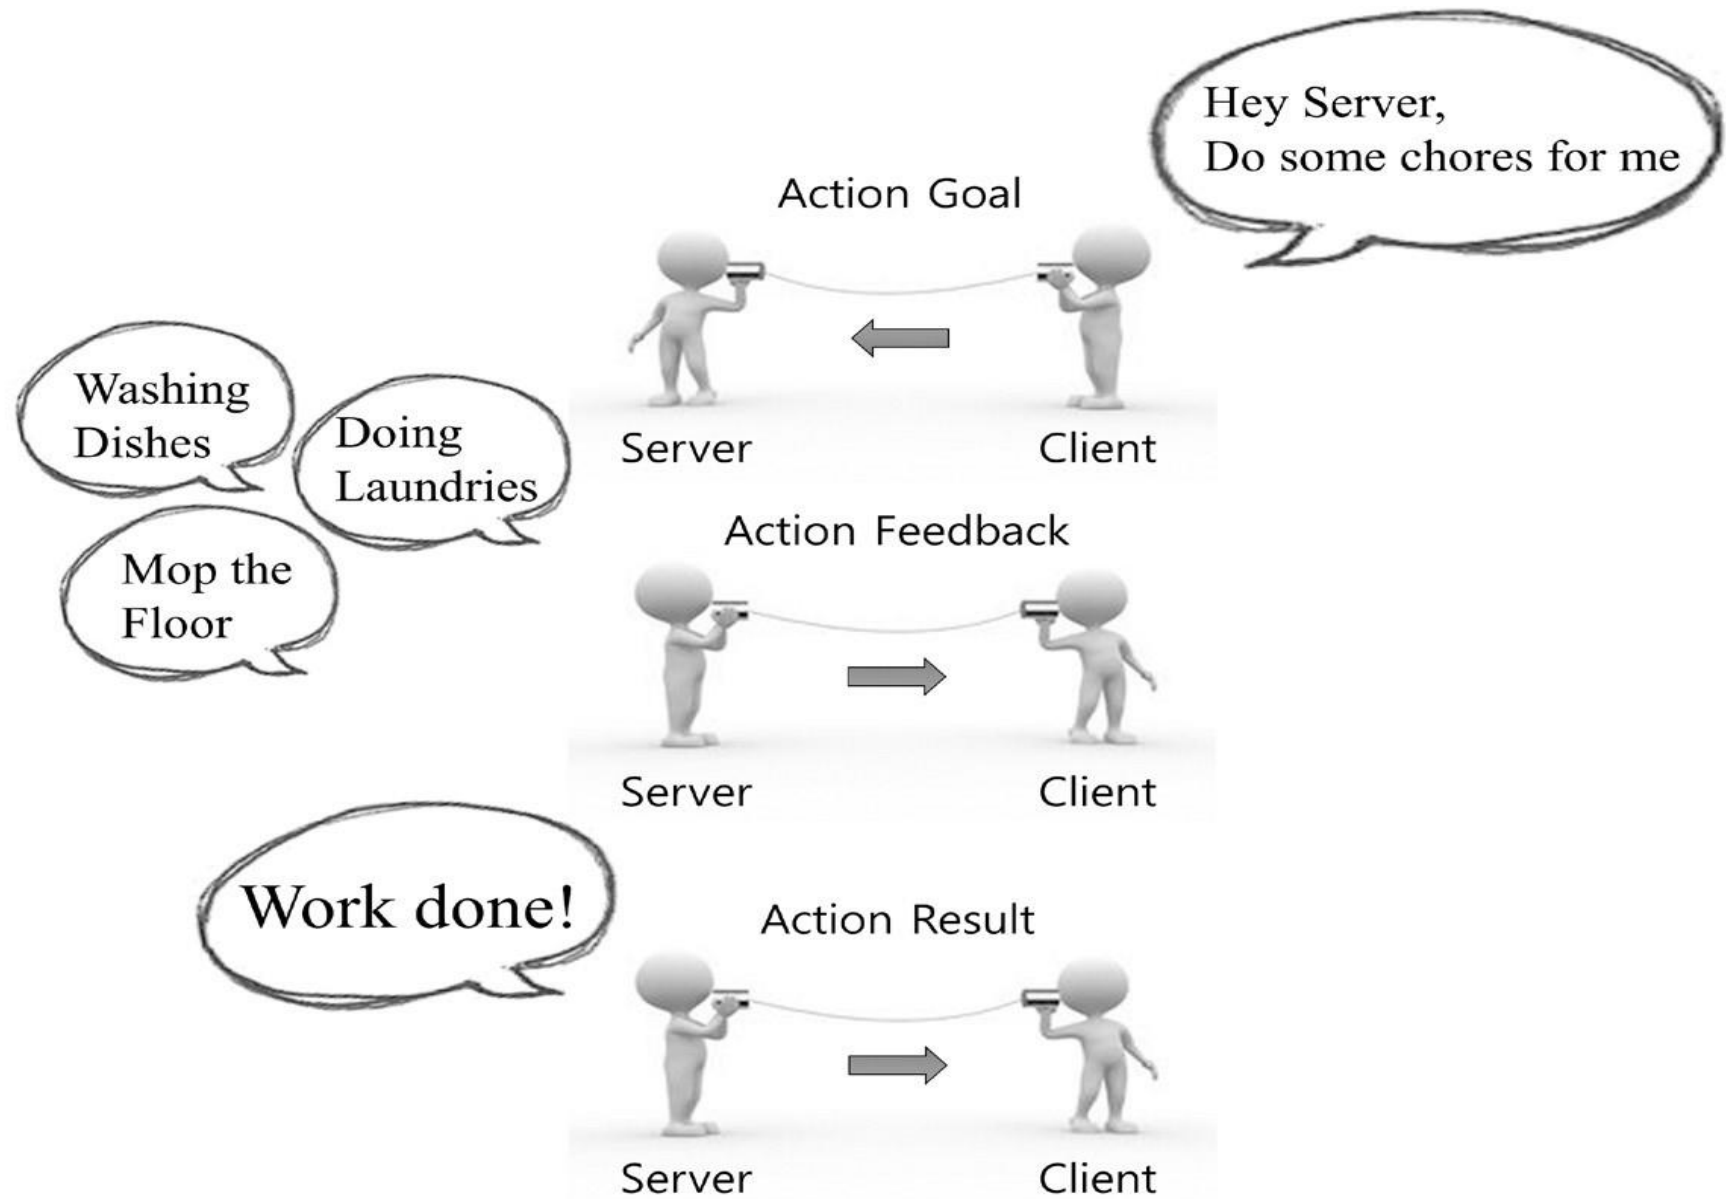 Hey Server,
Do some chores for me
Action Goal
Server
Client
Washing
Dishes
Doing
Laundries
Mop the
Floor
Action Feedback
Server
Client
Work done!
Action Result
Server
Client